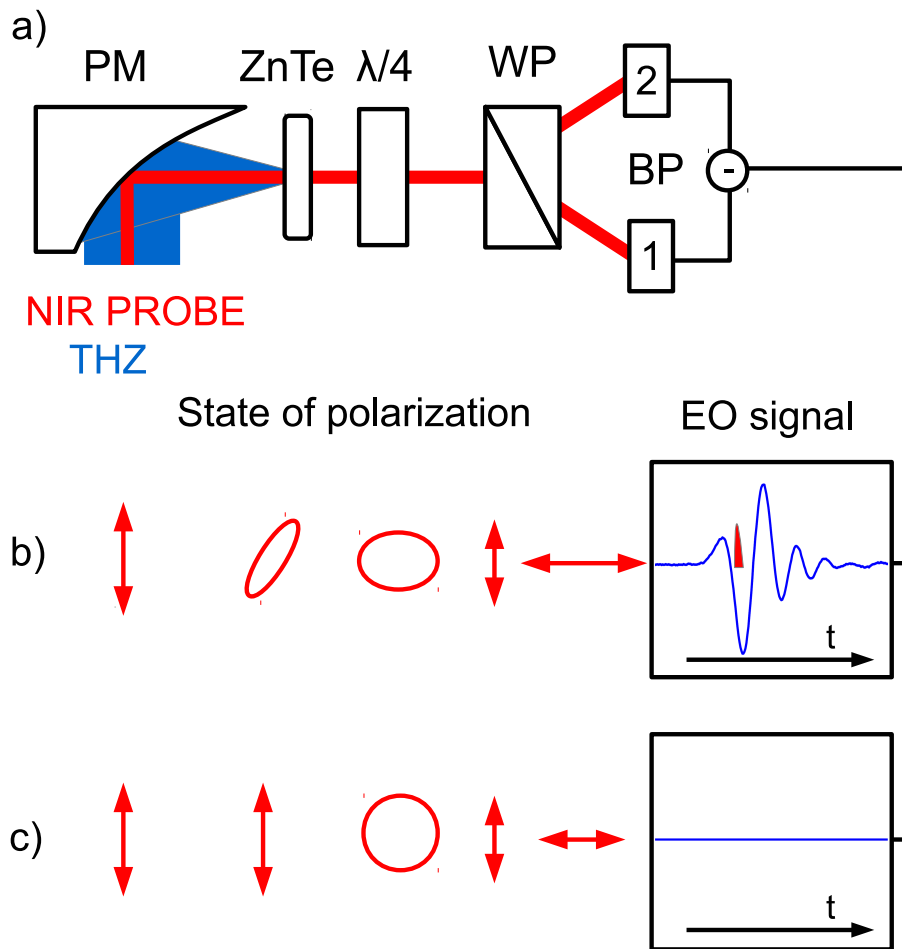 a)
PM
ZnTe
λ/4
WP
2
BP
-
1
NIR PROBE
THZ
State of polarization
EO signal
b)
t
c)
t